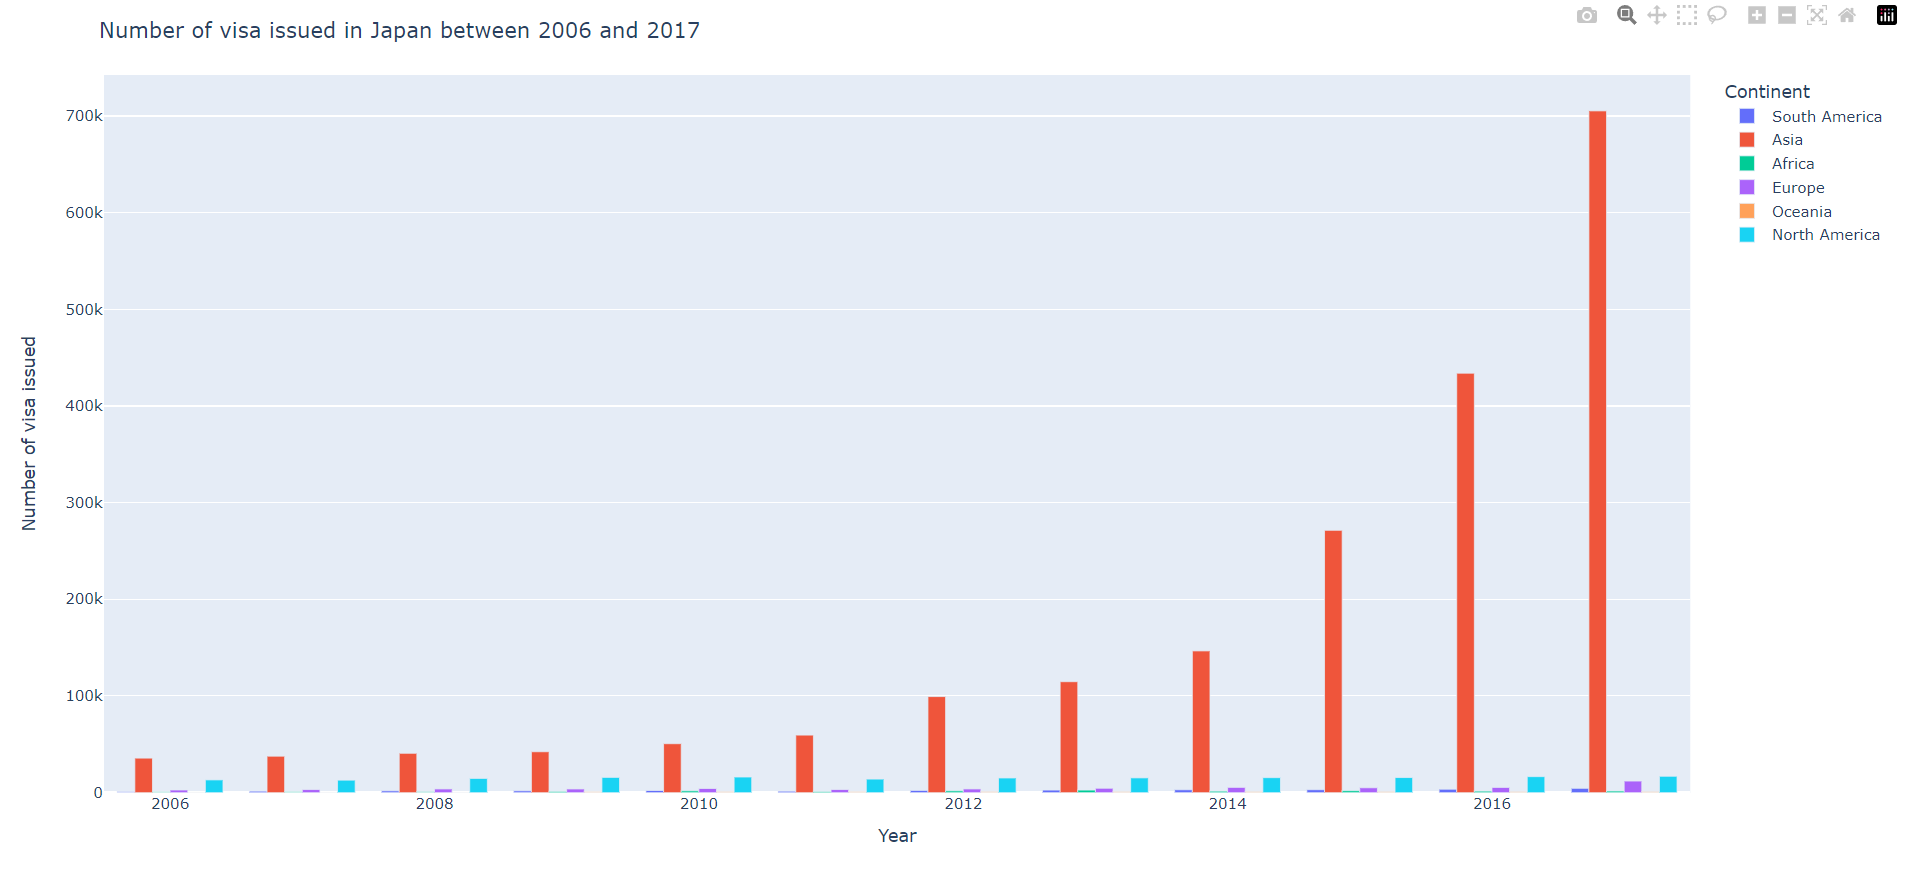 Number of visa issued in Japan between 2006 and 2017
Continent
South America
Asia
Africa
Europe
Oceania
North America
700k
600k
500k
400k
300k
200k
100k
0
Number of visa issued
2006 2008 2010 2012 2014 2016
Year